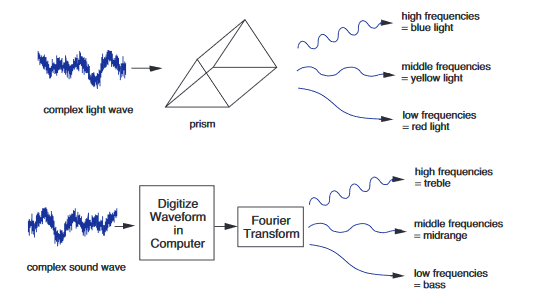 high frequencies
= blue light
middle frequencies
= yellow light
complex light wave
prism
low frequencies
= red light
high frequencies
= treble
Digitize
Waveform
in
Computer
Fourier
Transform
middle frequencies
= midrange
complex sound wave
low frequencies
= bass